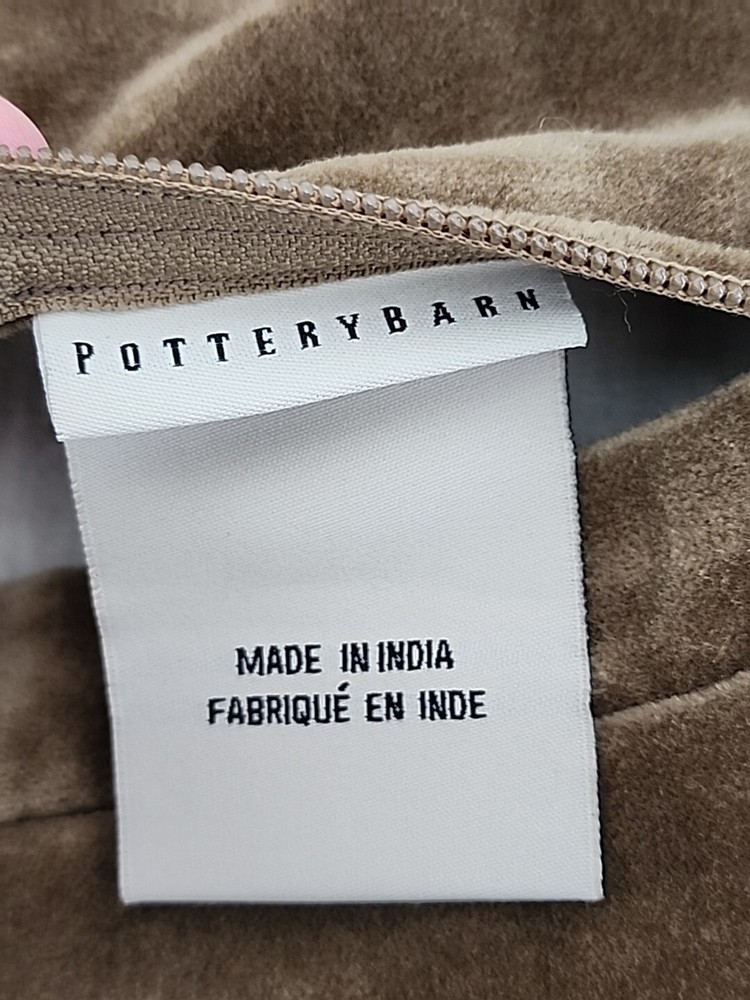 POTTERYBARN
MADE IN INDIA
FABRIQUÉ EN INDE